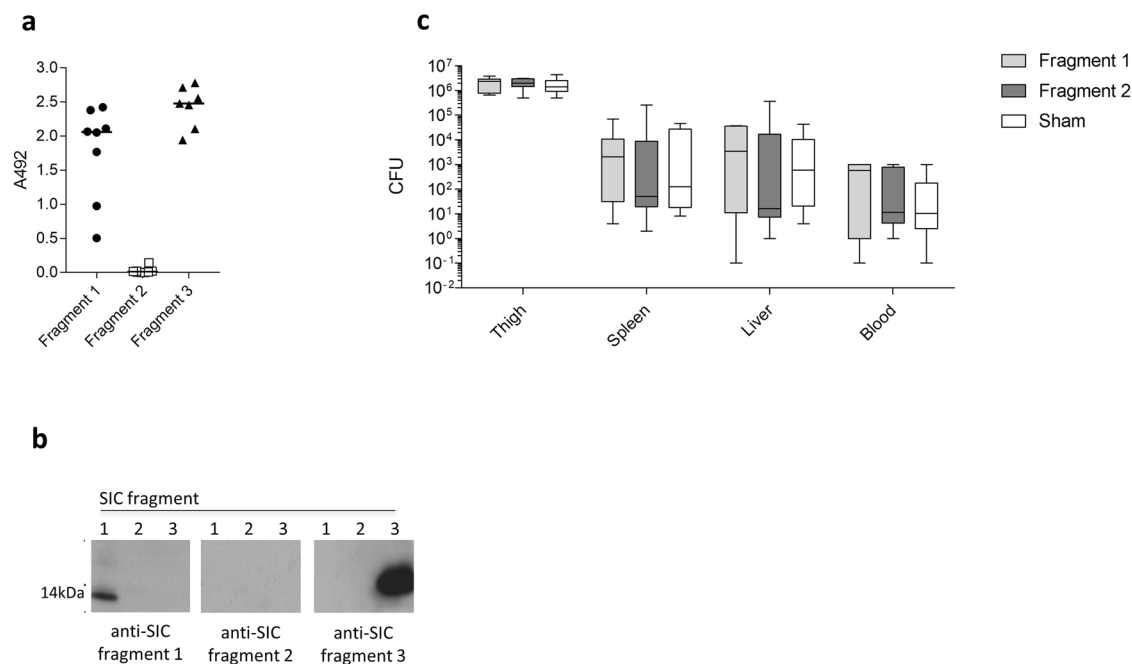 a
3.0
2.5
2.0
1.5
1.0
0.5
0.0
A492
Fragment 1
Fragment 2
Fragment 3
c
10⁷
10⁶
10⁵
10⁴
10³
10²
10¹
10⁰
10⁻¹
10⁻²
CFU
Thigh
Spleen
Liver
Blood
Fragment 1
Fragment 2
Sham
b
SIC fragment
1 2 3 1 2 3 1 2 3
14kDa
anti-SIC
fragment 1
anti-SIC
fragment 2
anti-SIC
fragment 3